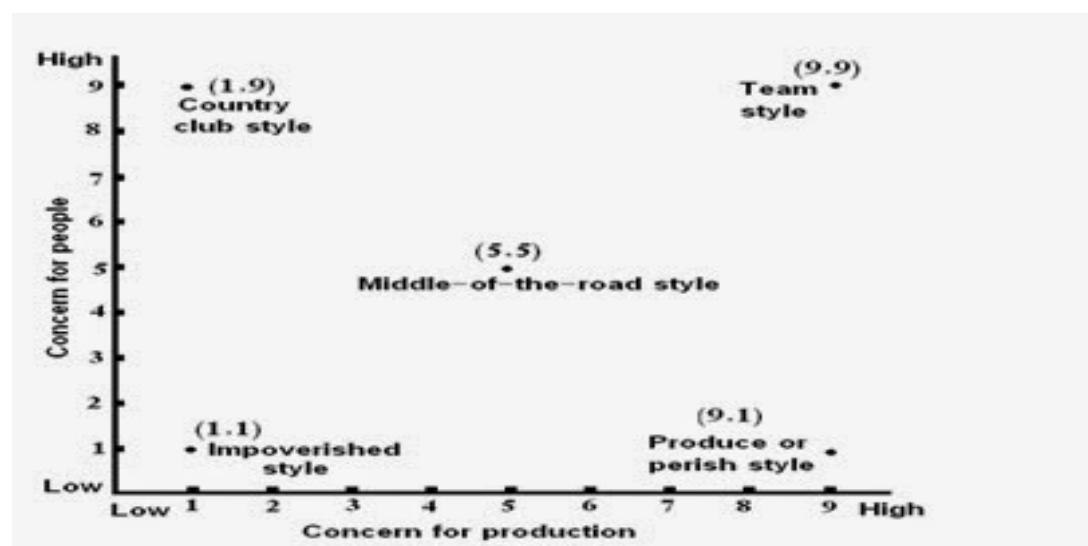 High
9
8
7
6
5
4
3
2
1
Low
Concern for people
(1.9)
Country
club style
(9.9)
Team
style
(5.5)
Middle-of-the-road style
(1.1)
Impoverished
style
(9.1)
Produce or
perish style
Low 1 2 3 4 5 6 7 8 9 High
Concern for production